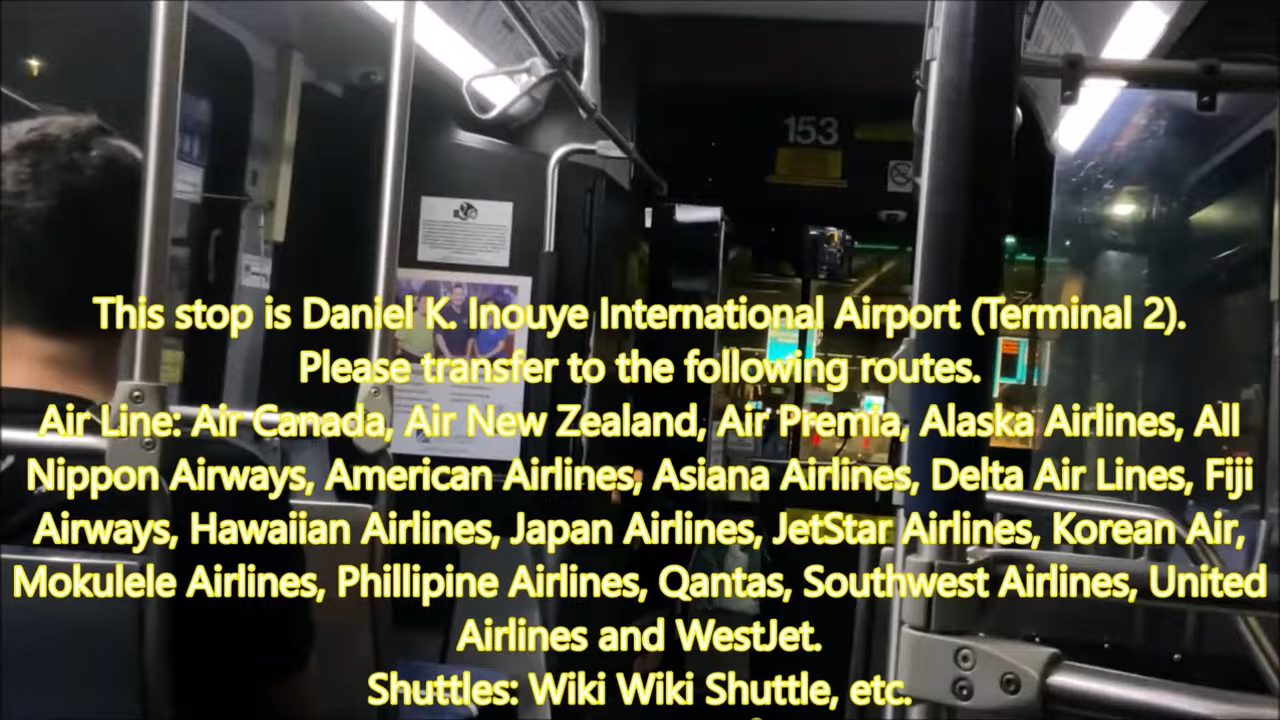 153
This stop is Daniel K. Inouye International Airport (Terminal 2).
Please transfer to the following routes.
Air Line: Air Canada, Air New Zealand, Air Premia, Alaska Airlines, All
Nippon Airways, American Airlines, Asiana Airlines, Delta Air Lines, Fiji
Airways, Hawaiian Airlines, Japan Airlines, JetStar Airlines, Korean Air,
Mokulele Airlines, Phillipine Airlines, Qantas, Southwest Airlines, United
Airlines and WestJet.
Shuttles: Wiki Wiki Shuttle, etc.